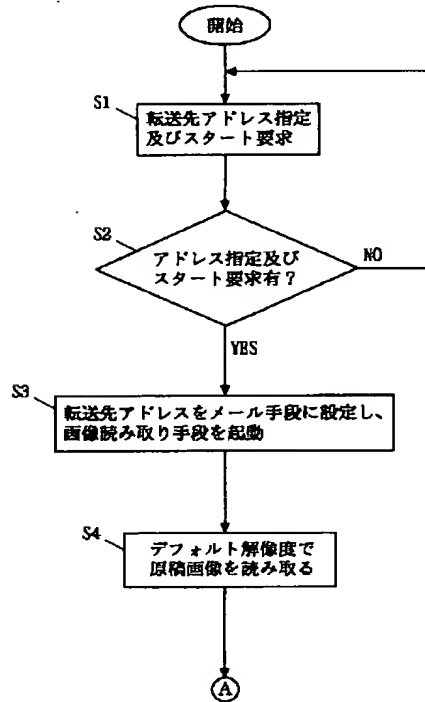 開始
S1
転送先アドレス指定
及びスタート要求
S2
アドレス指定及び
スタート要求有?
NO
YES
S3
転送先アドレスをメール手段に設定し、
画像読み取り手段を起動
S4
デフォルト解像度で
原稿画像を読み取る
A